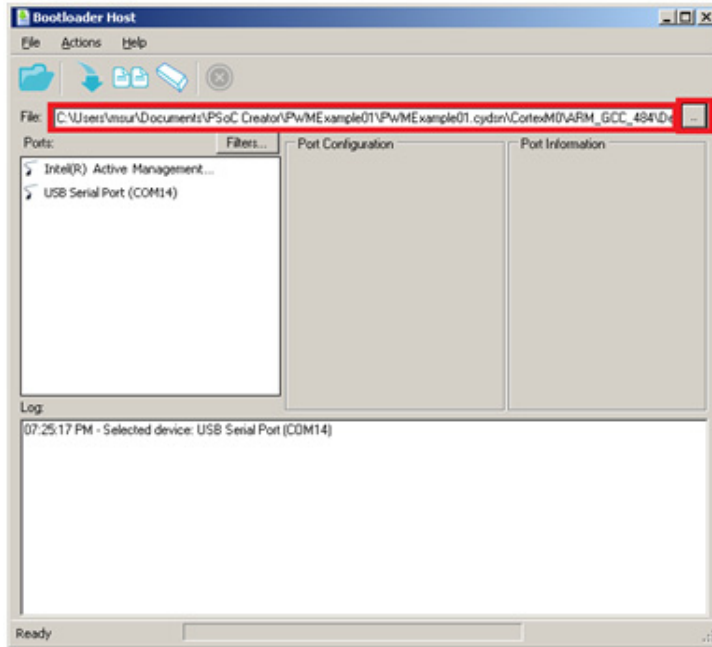 Bootloader Host
File Actions Help
File: C:\Users\msur\Documents\PSoC Creator\PWMExample01\PWMExample01.cydsn\CortexM0\ARM_GCC_484\De ...
Ports: Filters... Port Configuration Port Information
Intel(R) Active Management...
USB Serial Port (COM14)
Log:
07:25:17 PM - Selected device: USB Serial Port (COM14)
Ready